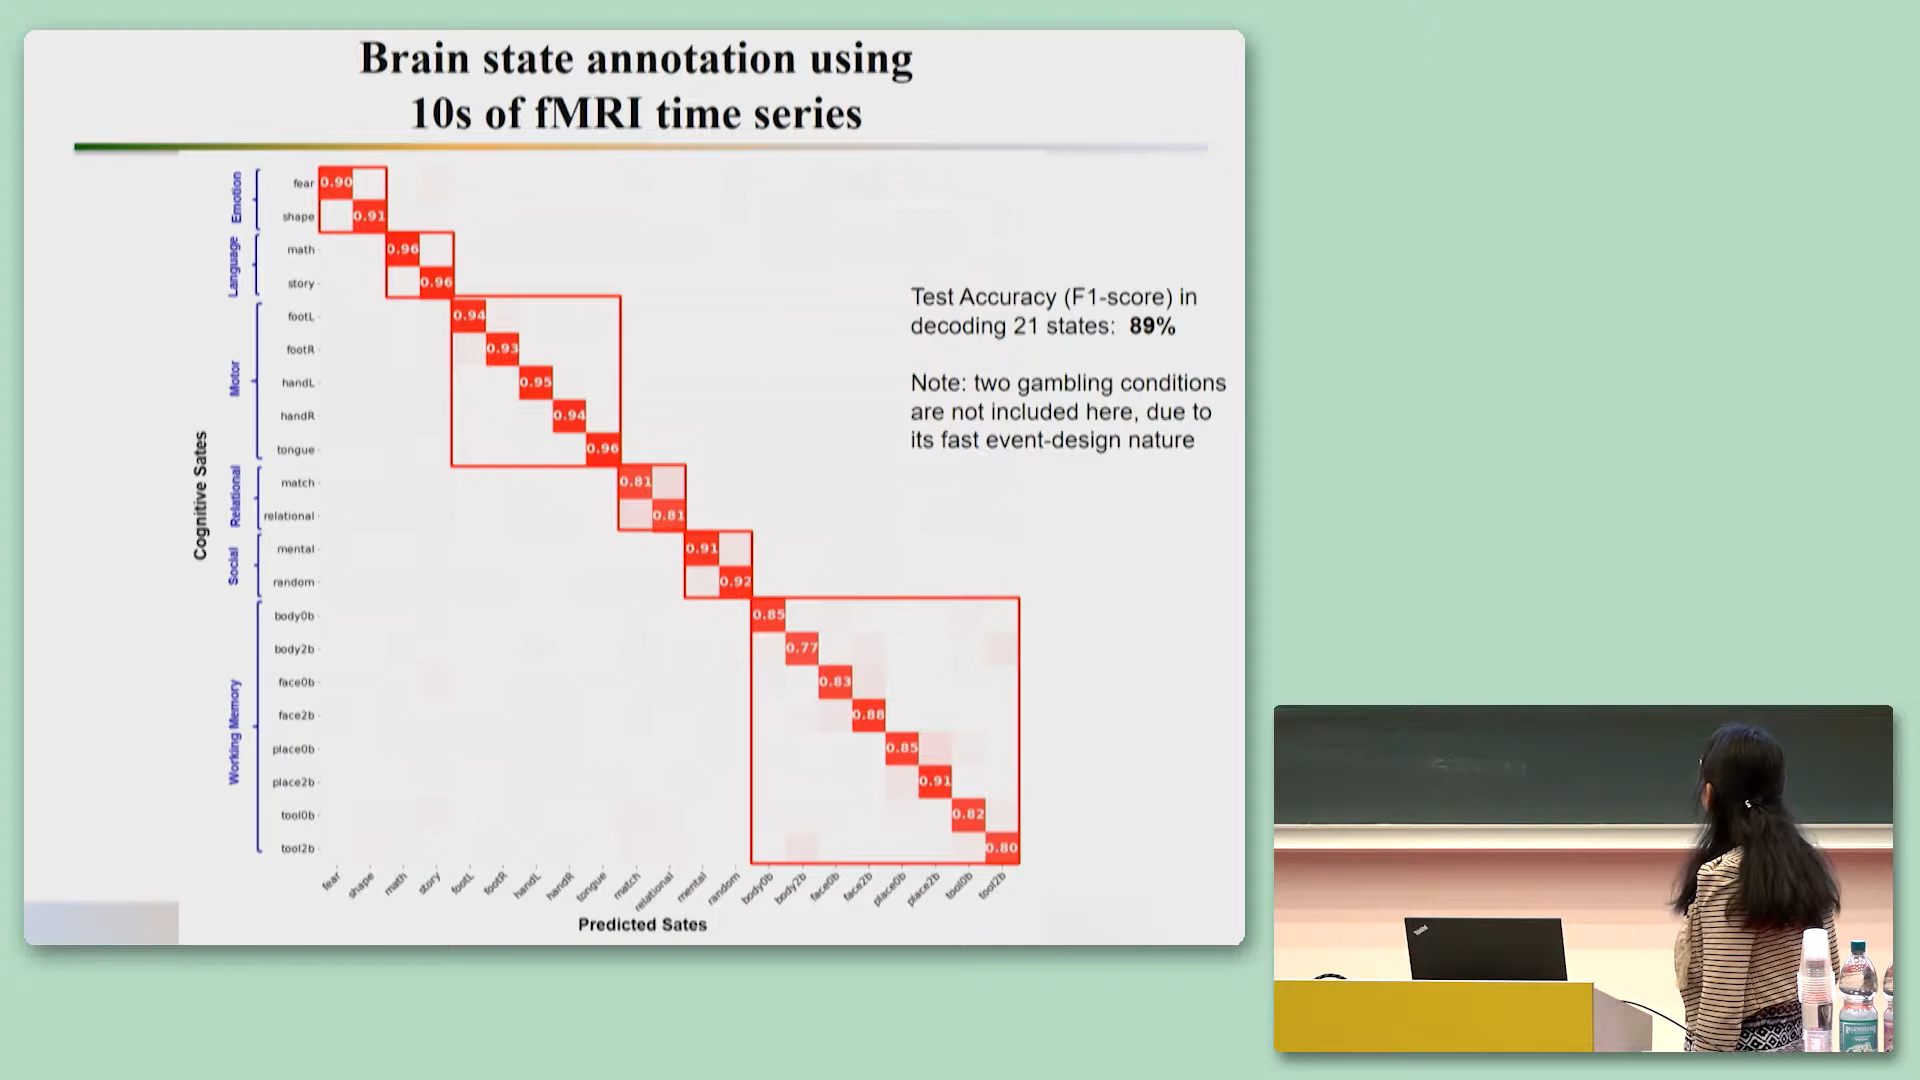 Brain state annotation using
10s of fMRI time series
Emotion
Language
Motor
Relational
Social
Working Memory
Cognitive Sates
fear 0.90
shape 0.91
math 0.96
story 0.96
footL 0.94
footR 0.93
handL 0.95
handR 0.94
tongue 0.96
match 0.81
relational 0.81
mental 0.91
random 0.92
body0b 0.85
body2b 0.77
face0b 0.83
face2b 0.88
place0b 0.85
place2b 0.91
tool0b 0.82
tool2b 0.80
fear shape math story footL footR handL handR tongue match relational mental random body0b body2b face0b face2b place0b place2b tool0b tool2b
Predicted Sates
Test Accuracy (F1-score) in
decoding 21 states: 89%
Note: two gambling conditions
are not included here, due to
its fast event-design nature